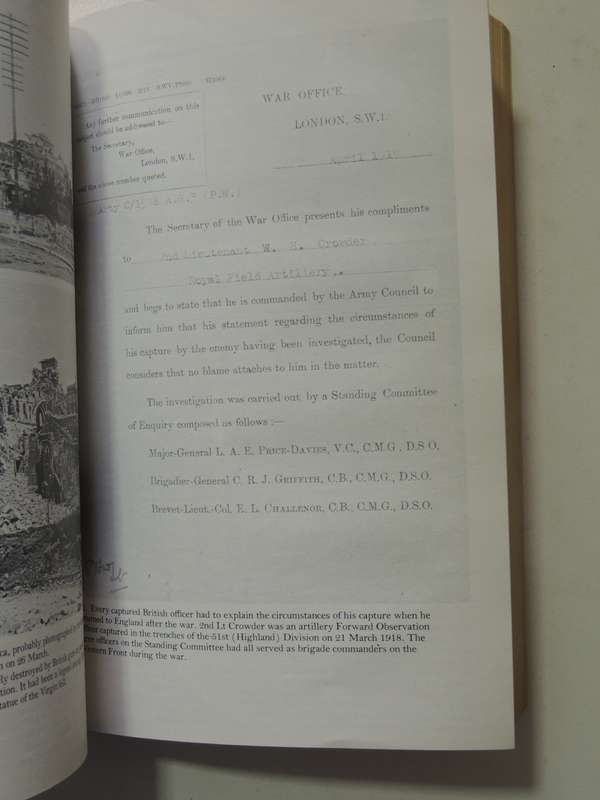 WAR OFFICE,
LONDON, S.W.1.
Any further communication on this
subject should be addressed to—
The Secretary,
War Office,
London, S.W.1,
above number quoted.
April
(P.W.)
The Secretary of the War Office presents his compliments
to 2nd Lieutenant W. H. Crowder
Royal Field Artillery,
and begs to state that he is commanded by the Army Council to
inform him that his statement regarding the circumstances of
his capture by the enemy having been investigated, the Council
considers that no blame attaches to him in the matter.
The investigation was carried out by a Standing Committee
of Enquiry composed as follows :—
Major-General L. A. E. PRICE-DAVIES, V.C., C.M.G., D.S.O.
Brigadier-General C. R. J. GRIFFITH, C.B., C.M.G., D.S.O.
Brevet-Lieut.-Col. E. L. CHALLENOR, C.B., C.M.G., D.S.O.
Every captured British officer had to explain the circumstances of his capture when he
to England after the war. 2nd Lt Crowder was an artillery Forward Observation
captured in the trenches of the 51st (Highland) Division on 21 March 1918. The
officers on the Standing Committee had all served as brigade commanders on the
Front during the war.
probably photographed
on 26 March.
destroyed by British
It had been a
statue of the Virgin